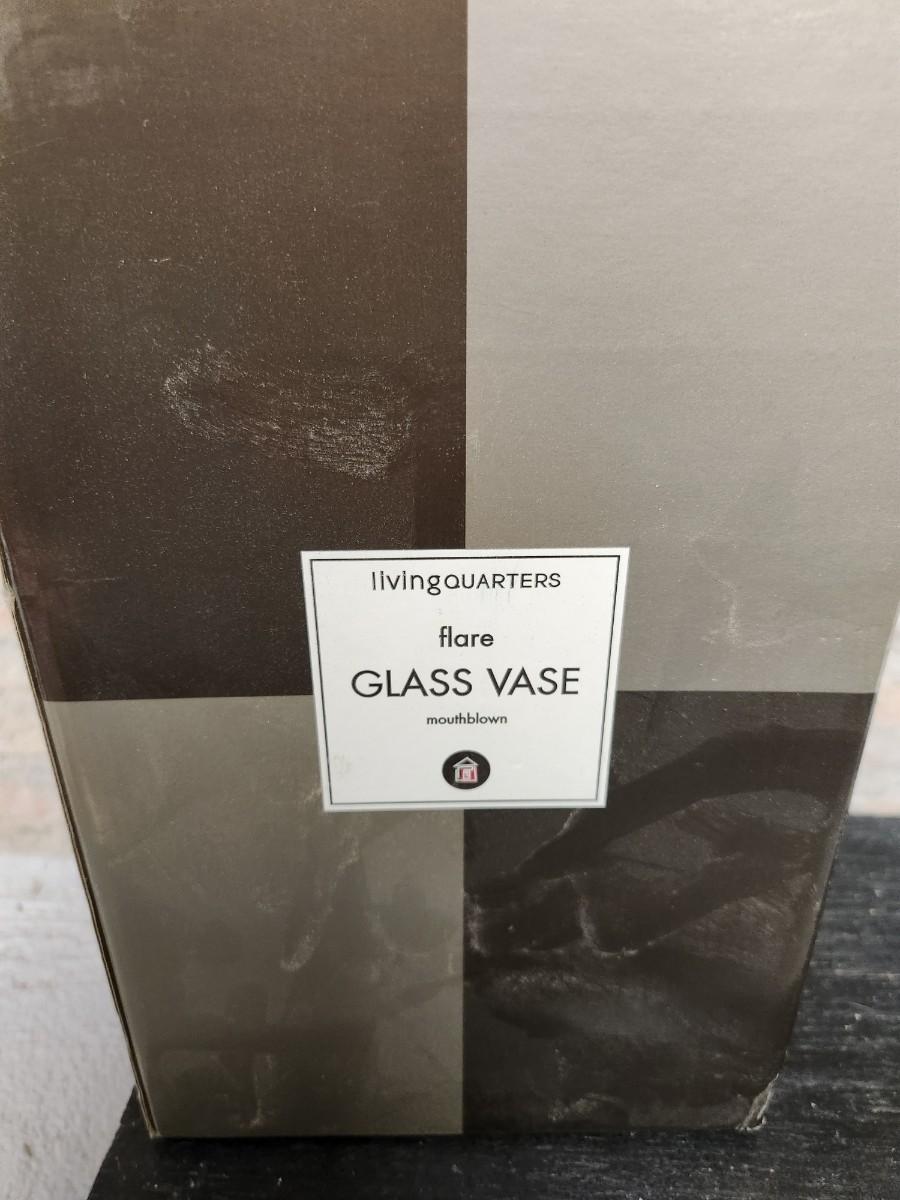 livingQUARTERS
flare
GLASS VASE
mouthblown